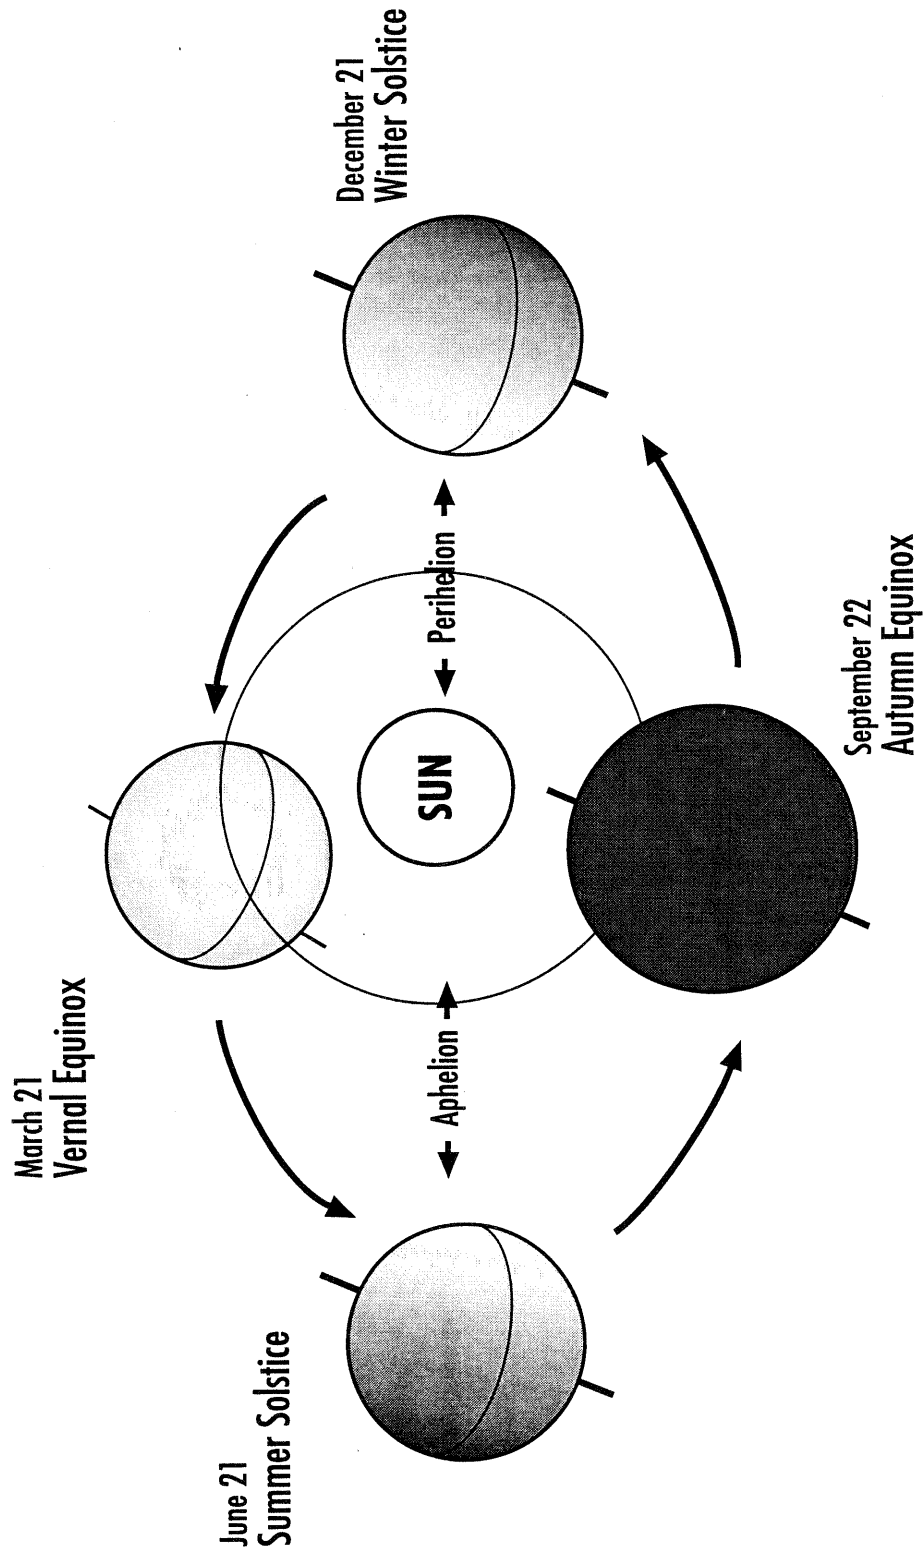 March 21
Vernal Equinox
June 21
Summer Solstice
Aphelion
SUN
Perihelion
December 21
Winter Solstice
September 22
Autumn Equinox